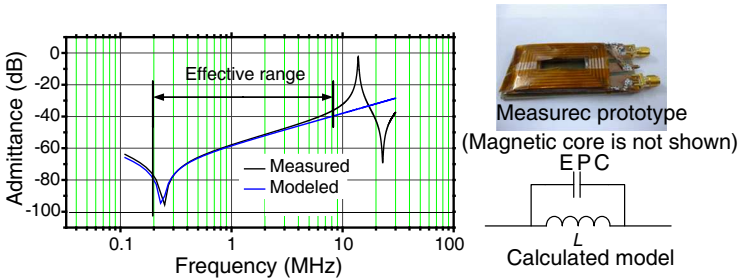 Admittance (dB)
0
-20
-40
-60
-80
-100
Effective range
Measured
Modeled
0.1
1
10
100
Frequency (MHz)
Measurec prototype
(Magnetic core is not shown)
EPC
L
Calculated model